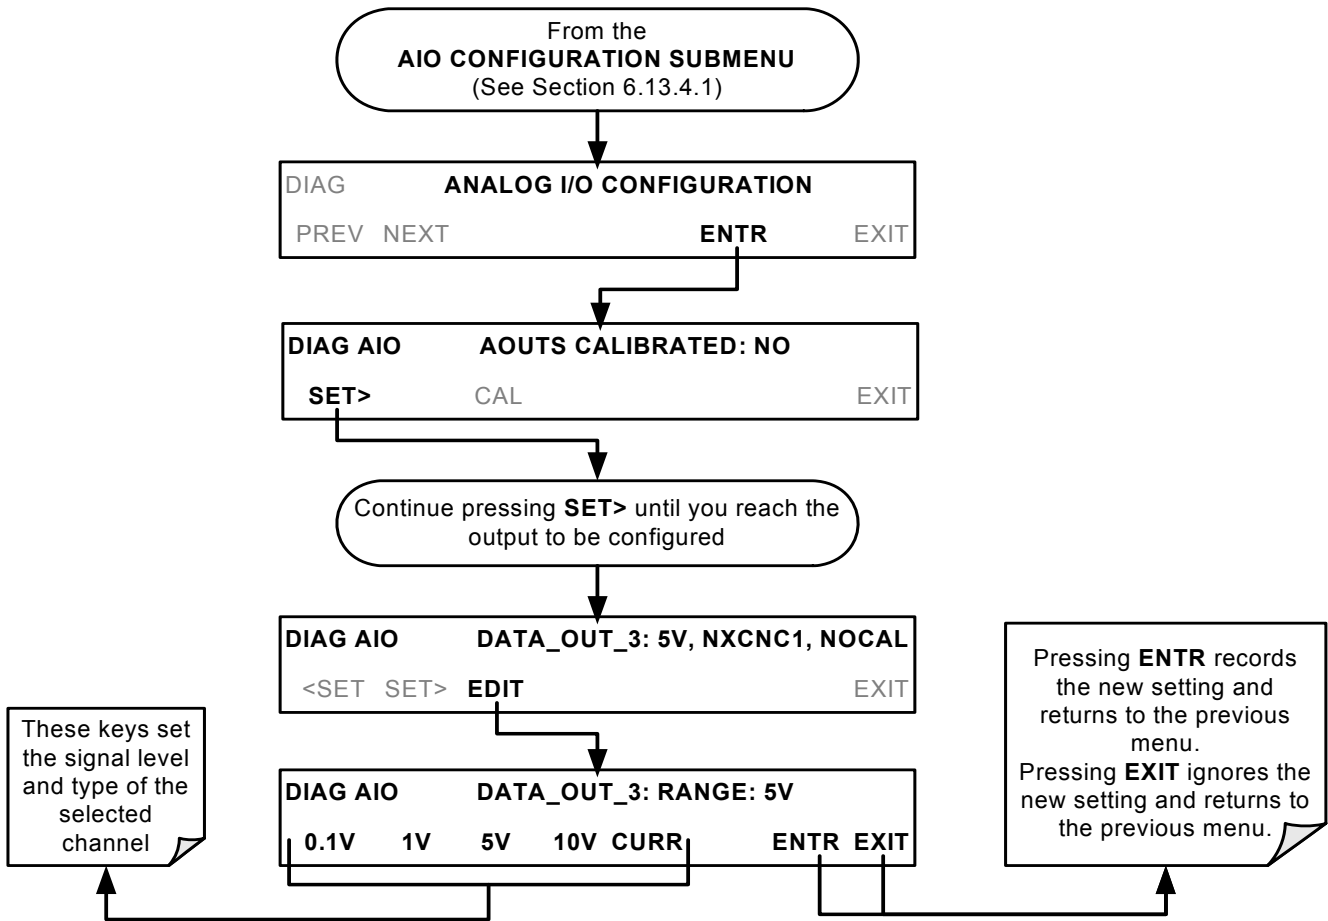 From the
AIO CONFIGURATION SUBMENU
(See Section 6.13.4.1)
DIAG ANALOG I/O CONFIGURATION
PREV NEXT ENTR EXIT
DIAG AIO AOUTS CALIBRATED: NO
SET> CAL EXIT
Continue pressing SET> until you reach the
output to be configured
DIAG AIO DATA_OUT_3: 5V, NXCNC1, NOCAL
<SET SET> EDIT EXIT
DIAG AIO DATA_OUT_3: RANGE: 5V
0.1V 1V 5V 10V CURR ENTR EXIT
These keys set
the signal level
and type of the
selected
channel
Pressing ENTR records
the new setting and
returns to the previous
menu.
Pressing EXIT ignores the
new setting and returns to
the previous menu.